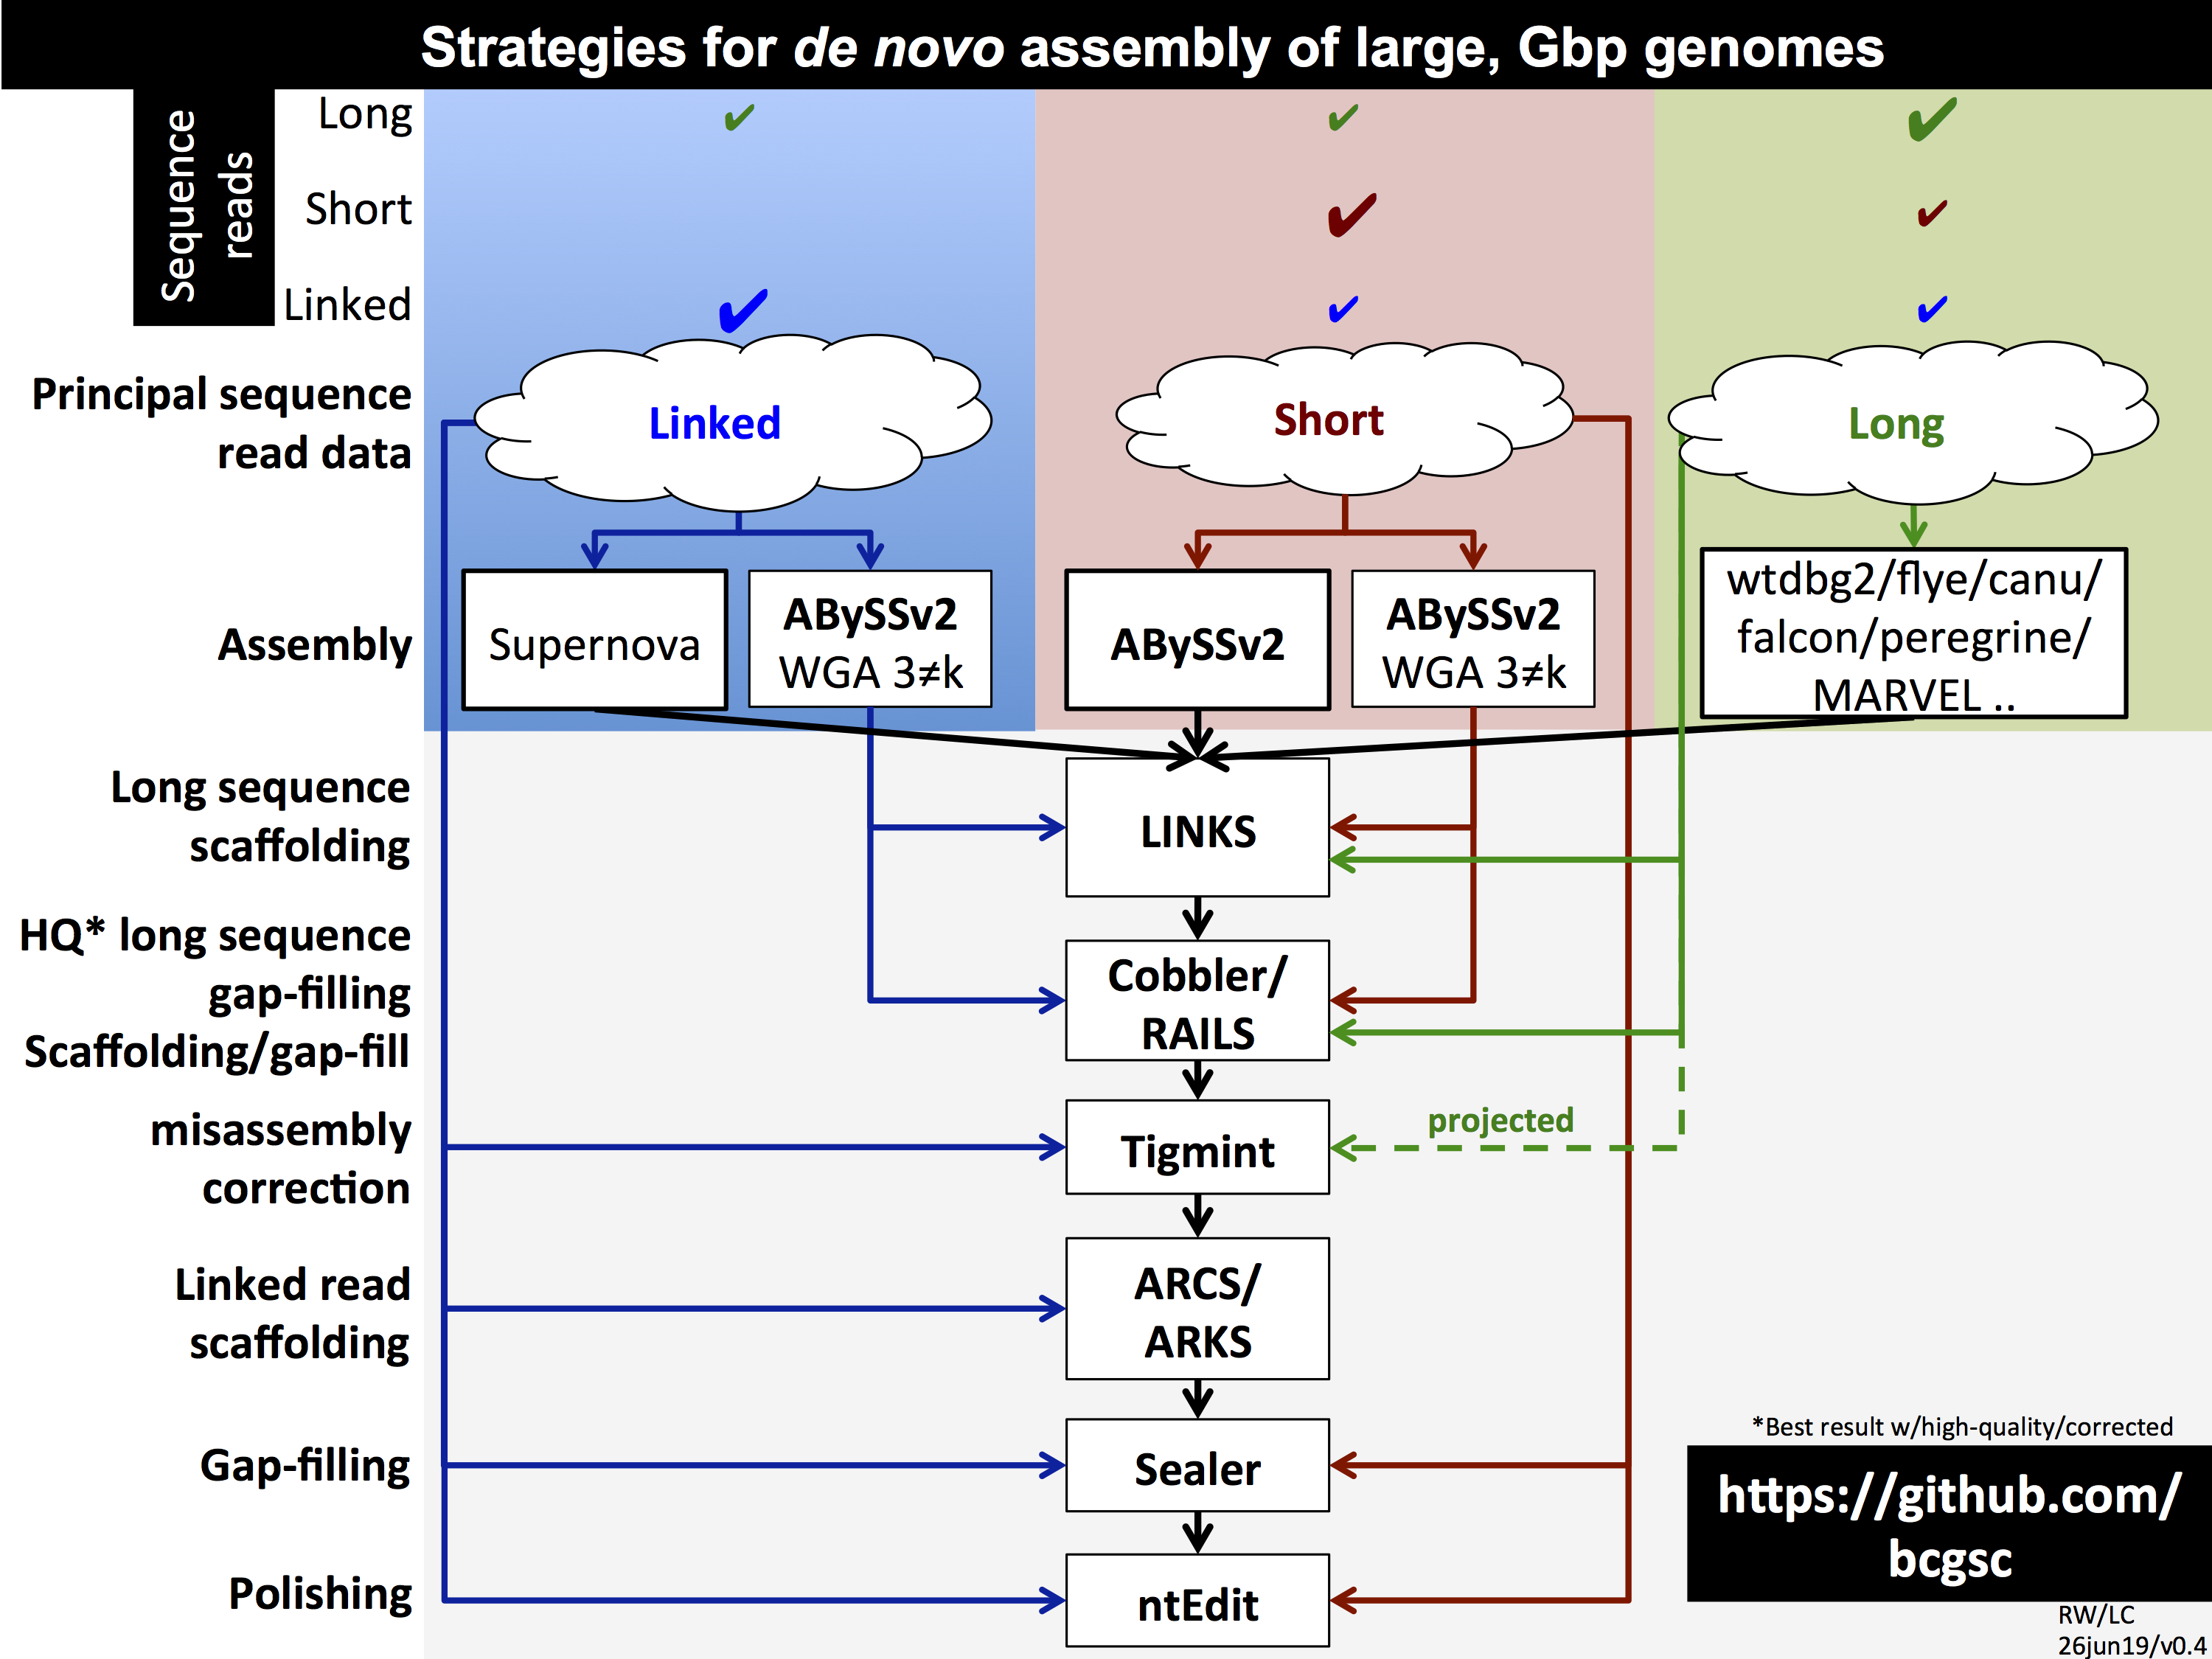 Strategies for de novo assembly of large, Gbp genomes
Sequence
reads
Long
Short
Linked
Principal sequence
read data
Linked
Short
Long
Assembly
Supernova
ABySSv2
WGA 3≠k
ABySSv2
ABySSv2
WGA 3≠k
wtdbg2/flye/canu/
falcon/peregrine/
MARVEL ..
Long sequence
scaffolding
LINKS
HQ* long sequence
gap-filling
Scaffolding/gap-fill
Cobbler/
RAILS
misassembly
correction
Tigmint
projected
Linked read
scaffolding
ARCS/
ARKS
Gap-filling
Sealer
Polishing
ntEdit
*Best result w/high-quality/corrected
https://github.com/
bcgsc
RW/LC
26jun19/v0.4